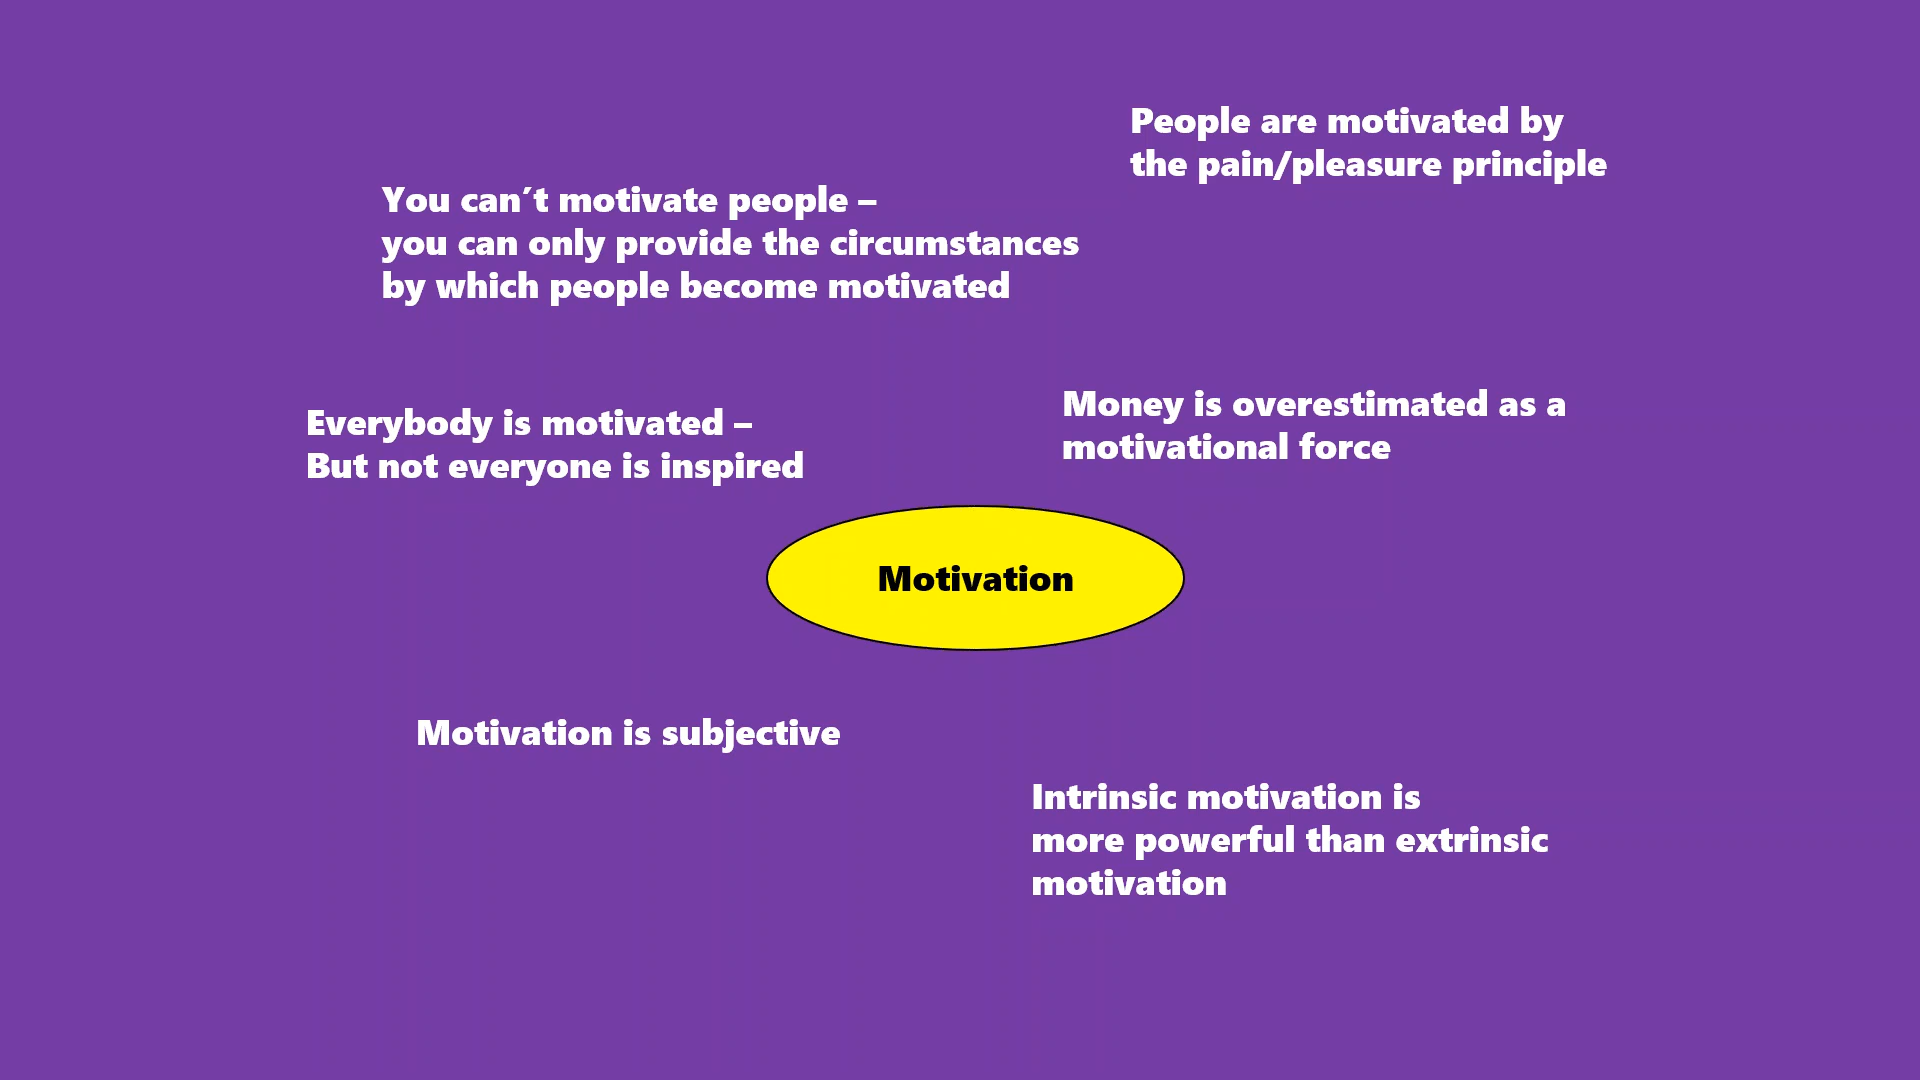 People are motivated by
the pain/pleasure principle
You can’t motivate people –
you can only provide the circumstances
by which people become motivated
Money is overestimated as a
motivational force
Everybody is motivated –
But not everyone is inspired
Motivation
Motivation is subjective
Intrinsic motivation is
more powerful than extrinsic
motivation